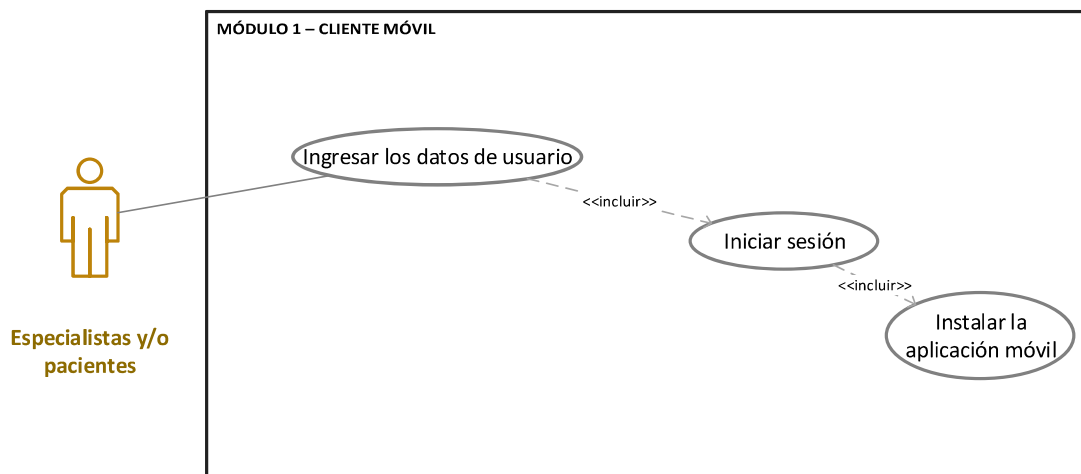 MÓDULO 1 – CLIENTE MÓVIL
Ingresar los datos de usuario
<<incluir>>
Iniciar sesión
<<incluir>>
Instalar la
aplicación móvil
Especialistas y/o
pacientes